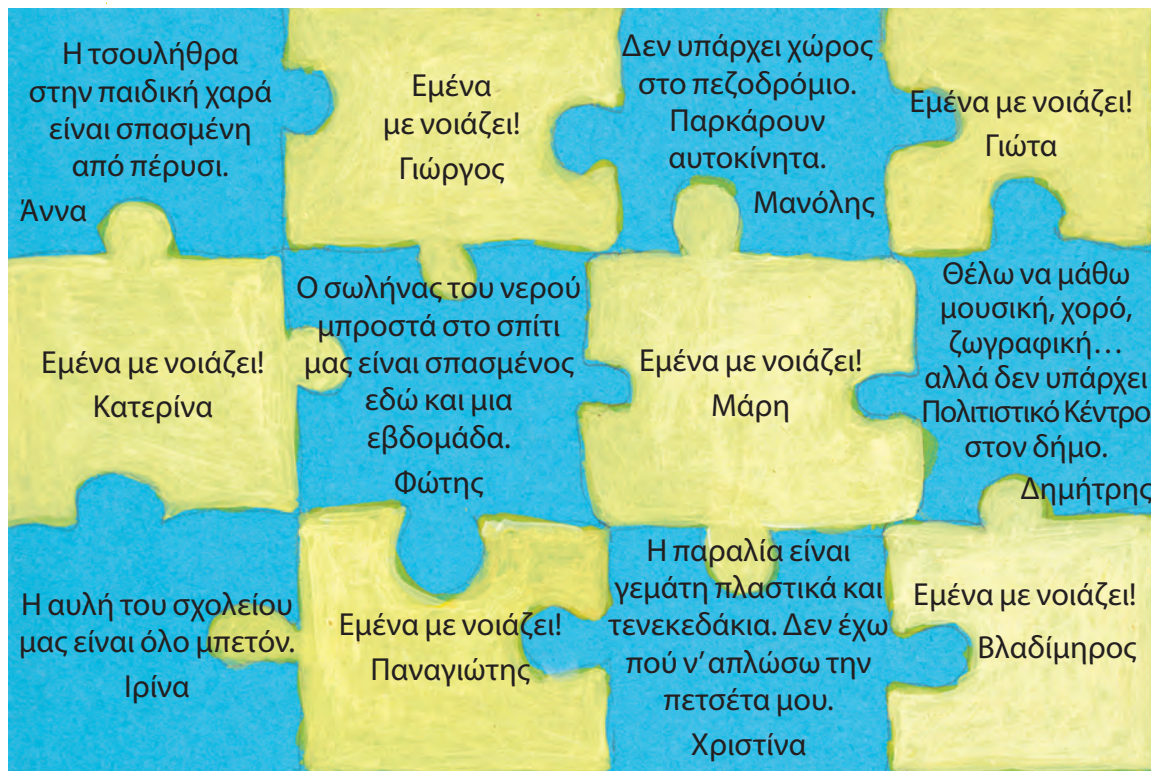 Η τσουλήθρα
στην παιδική χαρά
είναι σπασμένη
από πέρυσι.
Άννα
Εμένα
με νοιάζει!
Γιώργος
Δεν υπάρχει χώρος
στο πεζοδρόμιο.
Παρκάρουν
αυτοκίνητα.
Μανόλης
Εμένα με νοιάζει!
Γιώτα
Εμένα με νοιάζει!
Κατερίνα
Ο σωλήνας του νερού
μπροστά στο σπίτι
μας είναι σπασμένος
εδώ και μια
εβδομάδα.
Φώτης
Εμένα με νοιάζει!
Μάρη
Θέλω να μάθω
μουσική, χορό,
ζωγραφική…
αλλά δεν υπάρχει
Πολιτιστικό Κέντρο
στον δήμο.
Δημήτρης
Η αυλή του σχολείου
μας είναι όλο μπετόν.
Ιρίνα
Εμένα με νοιάζει!
Παναγιώτης
Η παραλία είναι
γεμάτη πλαστικά και
τενεκεδάκια. Δεν έχω
πού ν’ απλώσω την
πετσέτα μου.
Χριστίνα
Εμένα με νοιάζει!
Βλαδίμηρος